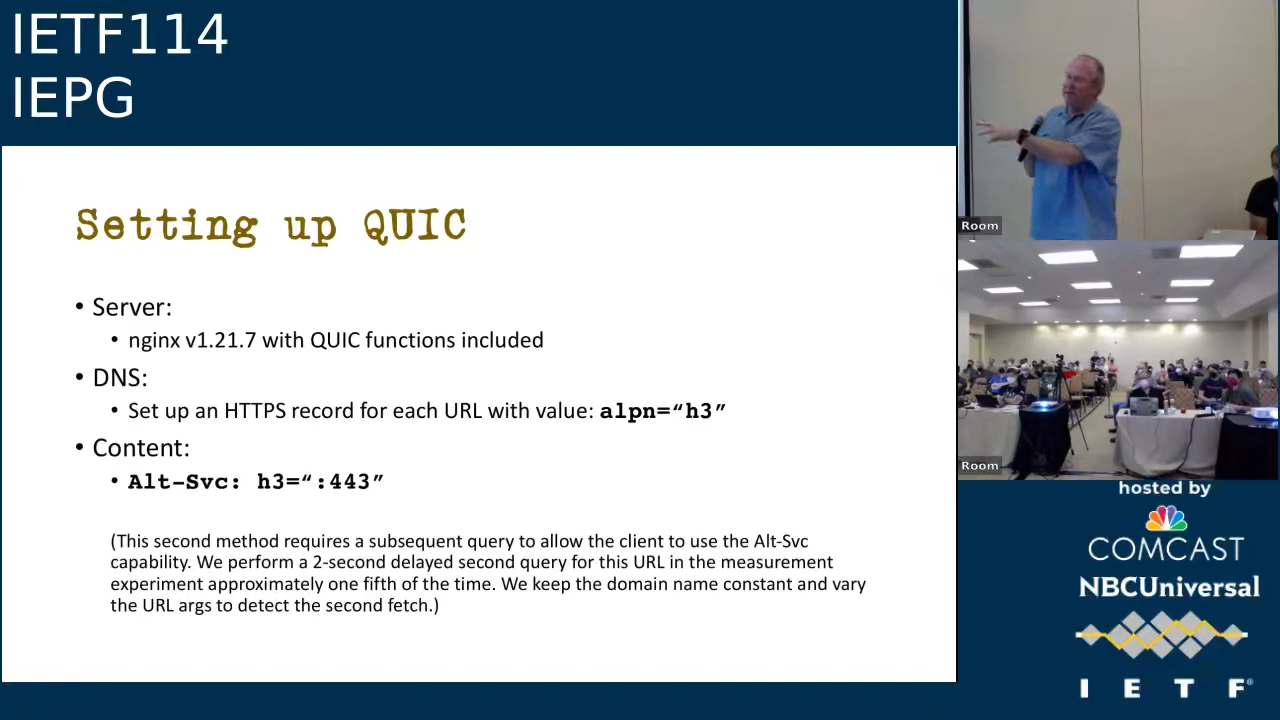 IETF114
IEPG
Setting up QUIC
• Server:
• nginx v1.21.7 with QUIC functions included
• DNS:
• Set up an HTTPS record for each URL with value: alpn=“h3”
• Content:
• Alt-Svc: h3=“:443”
(This second method requires a subsequent query to allow the client to use the Alt-Svc
capability. We perform a 2-second delayed second query for this URL in the measurement
experiment approximately one fifth of the time. We keep the domain name constant and vary
the URL args to detect the second fetch.)
Room
Room
hosted by
COMCAST
NBCUniversal
I E T F®